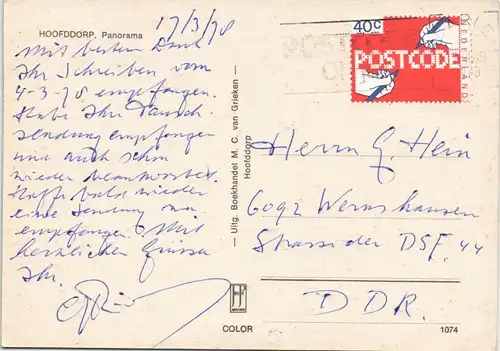 HOOFDDORP, Panorama
17/3/78
Mit bestem Dank
Ihr Schreiben vom
4-3-78 empfangen.
Habe Ihr Tausch
sendung empfangen
und auch schon
wieder beantwortet.
Hoffe bald wieder
eine Sendung zu
empfangen. Mit
herzlichen Grüssen
Ihr.
— Uitg. Boekhandel M. C. van Grieken —
Hoofddorp
40c
POSTCODE
NEDERLAND
Herrn G. Hein
6092 Wernshausen
Strasse der DSF 44
DDR.
COLOR
1074